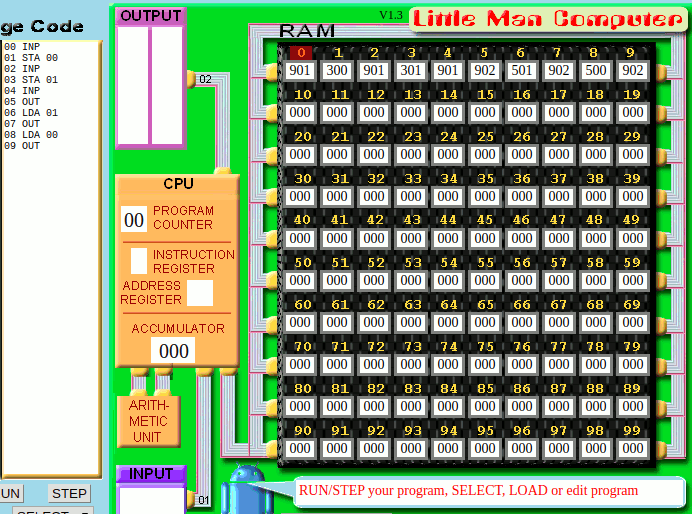 ge Code
00 INP
01 STA 00
02 INP
03 STA 01
04 INP
05 OUT
06 LDA 01
07 OUT
08 LDA 00
09 OUT
UN STEP
SELECT
OUTPUT
02
CPU
00 PROGRAM
COUNTER
INSTRUCTION
REGISTER
ADDRESS
REGISTER
ACCUMULATOR
000
ARITH-
METIC
UNIT
INPUT
01
V1.3 Little Man Computer
RAM
0 1 2 3 4 5 6 7 8 9
901 300 901 301 901 902 501 902 500 902
10 11 12 13 14 15 16 17 18 19
000 000 000 000 000 000 000 000 000 000
20 21 22 23 24 25 26 27 28 29
000 000 000 000 000 000 000 000 000 000
30 31 32 33 34 35 36 37 38 39
000 000 000 000 000 000 000 000 000 000
40 41 42 43 44 45 46 47 48 49
000 000 000 000 000 000 000 000 000 000
50 51 52 53 54 55 56 57 58 59
000 000 000 000 000 000 000 000 000 000
60 61 62 63 64 65 66 67 68 69
000 000 000 000 000 000 000 000 000 000
70 71 72 73 74 75 76 77 78 79
000 000 000 000 000 000 000 000 000 000
80 81 82 83 84 85 86 87 88 89
000 000 000 000 000 000 000 000 000 000
90 91 92 93 94 95 96 97 98 99
000 000 000 000 000 000 000 000 000 000
RUN/STEP your program, SELECT, LOAD or edit program